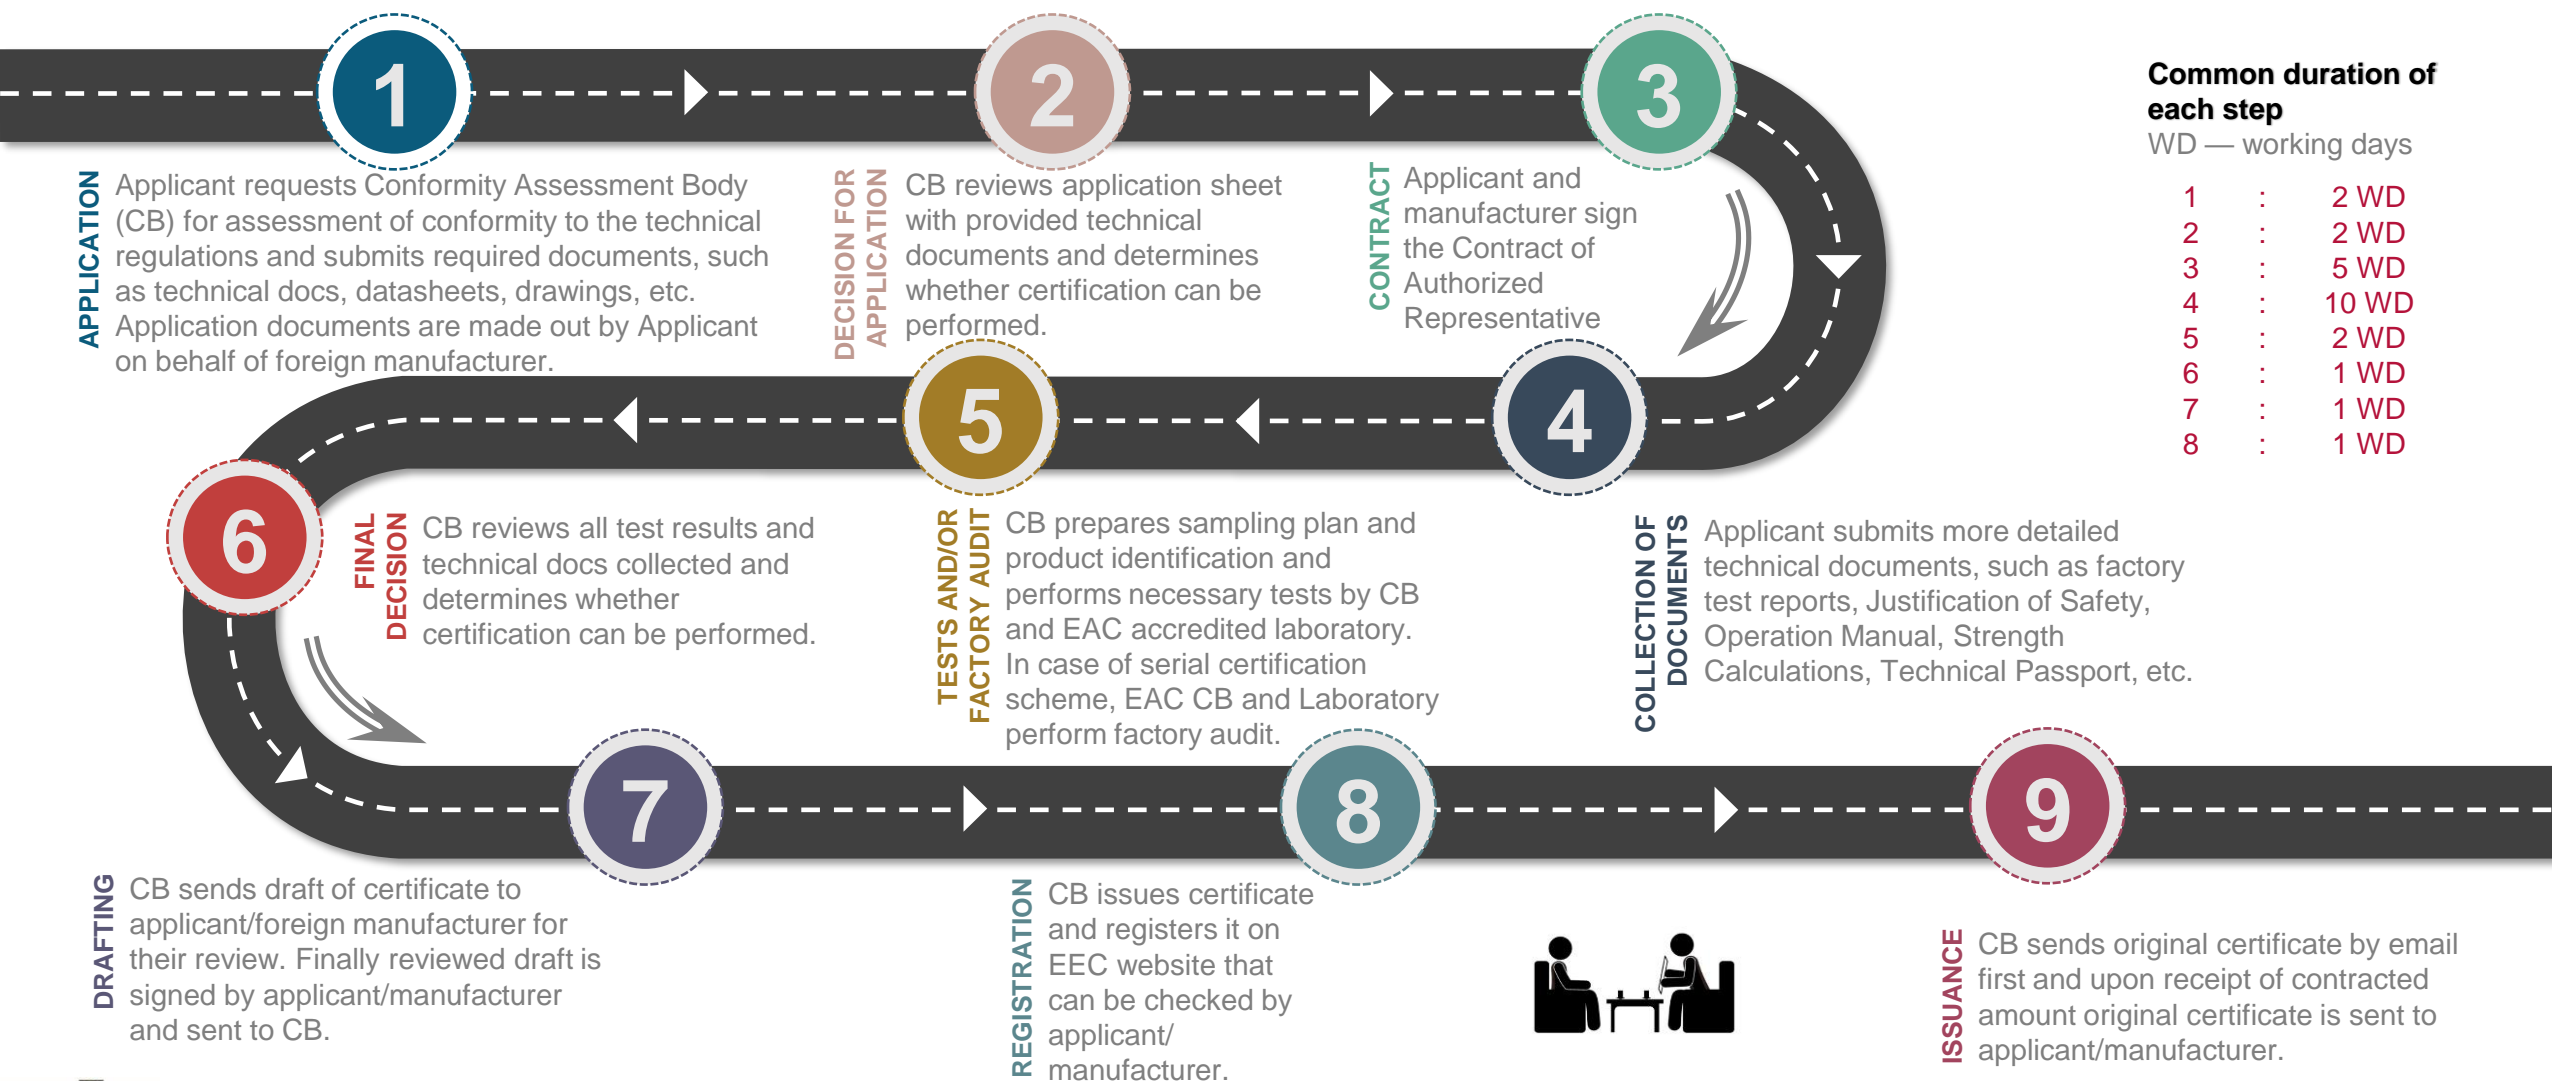 1
2
3
APPLICATION
Applicant requests Conformity Assessment Body
(CB) for assessment of conformity to the technical
regulations and submits required documents, such
as technical docs, datasheets, drawings, etc.
Application documents are made out by Applicant
on behalf of foreign manufacturer.
DECISION FOR
APPLICATION
CB reviews application sheet
with provided technical
documents and determines
whether certification can be
performed.
CONTRACT
Applicant and
manufacturer sign
the Contract of
Authorized
Representative
Common duration of
each step
WD — working days
1 : 2 WD
2 : 2 WD
3 : 5 WD
4 : 10 WD
5 : 2 WD
6 : 1 WD
7 : 1 WD
8 : 1 WD
4
COLLECTION OF
DOCUMENTS
Applicant submits more detailed
technical documents, such as factory
test reports, Justification of Safety,
Operation Manual, Strength
Calculations, Technical Passport, etc.
5
TESTS AND/OR
FACTORY AUDIT
CB prepares sampling plan and
product identification and
performs necessary tests by CB
and EAC accredited laboratory.
In case of serial certification
scheme, EAC CB and Laboratory
perform factory audit.
6
FINAL
DECISION
CB reviews all test results and
technical docs collected and
determines whether
certification can be performed.
7
DRAFTING
CB sends draft of certificate to
applicant/foreign manufacturer for
their review. Finally reviewed draft is
signed by applicant/manufacturer
and sent to CB.
8
REGISTRATION
CB issues certificate
and registers it on
EEC website that
can be checked by
applicant/
manufacturer.
9
ISSUANCE
CB sends original certificate by email
first and upon receipt of contracted
amount original certificate is sent to
applicant/manufacturer.